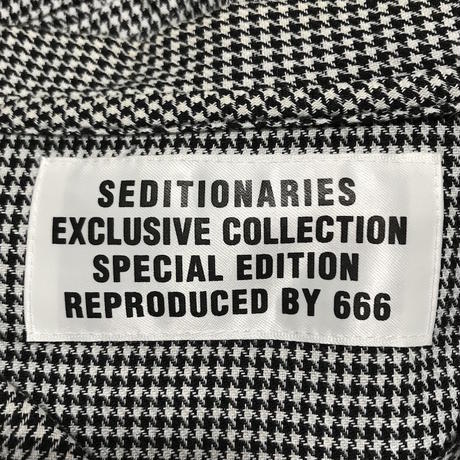 SEDITIONARIES
EXCLUSIVE COLLECTION
SPECIAL EDITION
REPRODUCED BY 666